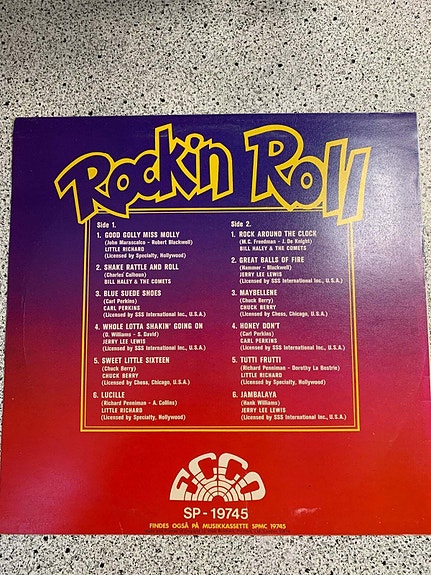 Rock'n Roll
Side 1.
1. GOOD GOLLY MISS MOLLY
(John Marascalco - Robert Blackwell)
LITTLE RICHARD
(Licensed by Specialty, Hollywood)
2. SHAKE RATTLE AND ROLL
(Charles Calhoun)
BILL HALEY & THE COMETS
3. BLUE SUEDE SHOES
(Carl Perkins)
CARL PERKINS
(Licensed by SSS International Inc., U.S.A.)
4. WHOLE LOTTA SHAKIN' GOING ON
(D. Williams - S. David)
JERRY LEE LEWIS
(Licensed by SSS International Inc., U.S.A.)
5. SWEET LITTLE SIXTEEN
(Chuck Berry)
CHUCK BERRY
(Licensed by Chess, Chicago, U.S.A.)
6. LUCILLE
(Richard Penniman - A. Collins)
LITTLE RICHARD
(Licensed by Specialty, Hollywood)
Side 2.
1. ROCK AROUND THE CLOCK
(M.C. Freedman - J. De Knight)
BILL HALEY & THE COMETS
2. GREAT BALLS OF FIRE
(Hammer - Blackwell)
JERRY LEE LEWIS
(Licensed by SSS International Inc., U.S.A.)
3. MAYBELLENE
(Chuck Berry)
CHUCK BERRY
(Licensed by Chess, Chicago, U.S.A.)
4. HONEY DON'T
(Carl Perkins)
CARL PERKINS
(Licensed by SSS International Inc., U.S.A.)
5. TUTTI FRUTTI
(Richard Penniman - Dorothy La Bostrie)
LITTLE RICHARD
(Licensed by Specialty, Hollywood)
6. JAMBALAYA
(Hank Williams)
JERRY LEE LEWIS
(Licensed by SSS International Inc., U.S.A.)
SP - 19745
FINDES OGSÅ PÅ MUSIKKASSETTE SPMC 19745